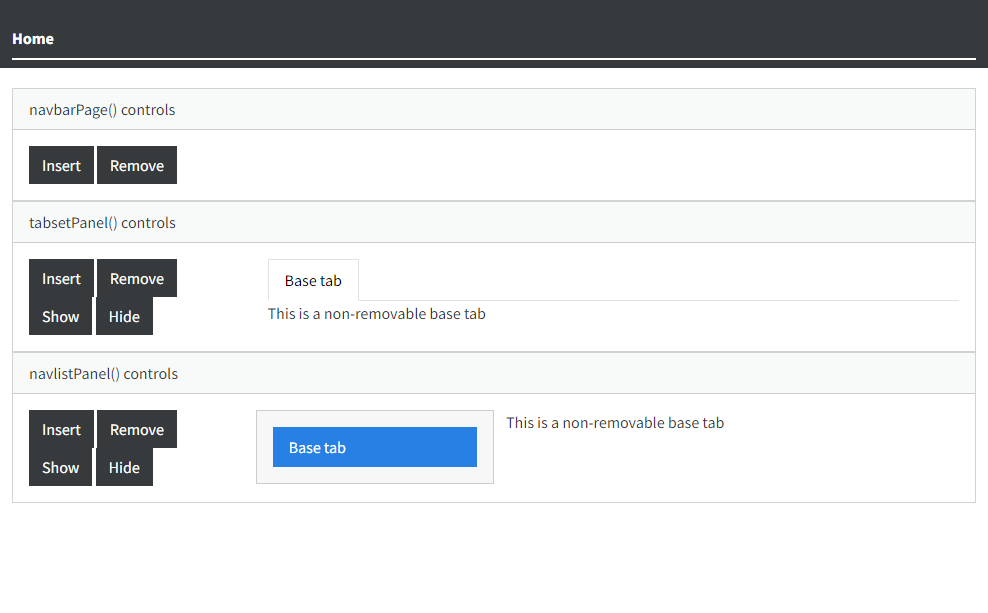 Home
navbarPage() controls
Insert Remove
tabsetPanel() controls
Insert Remove
Show Hide
Base tab
This is a non-removable base tab
navlistPanel() controls
Insert Remove
Show Hide
Base tab
This is a non-removable base tab